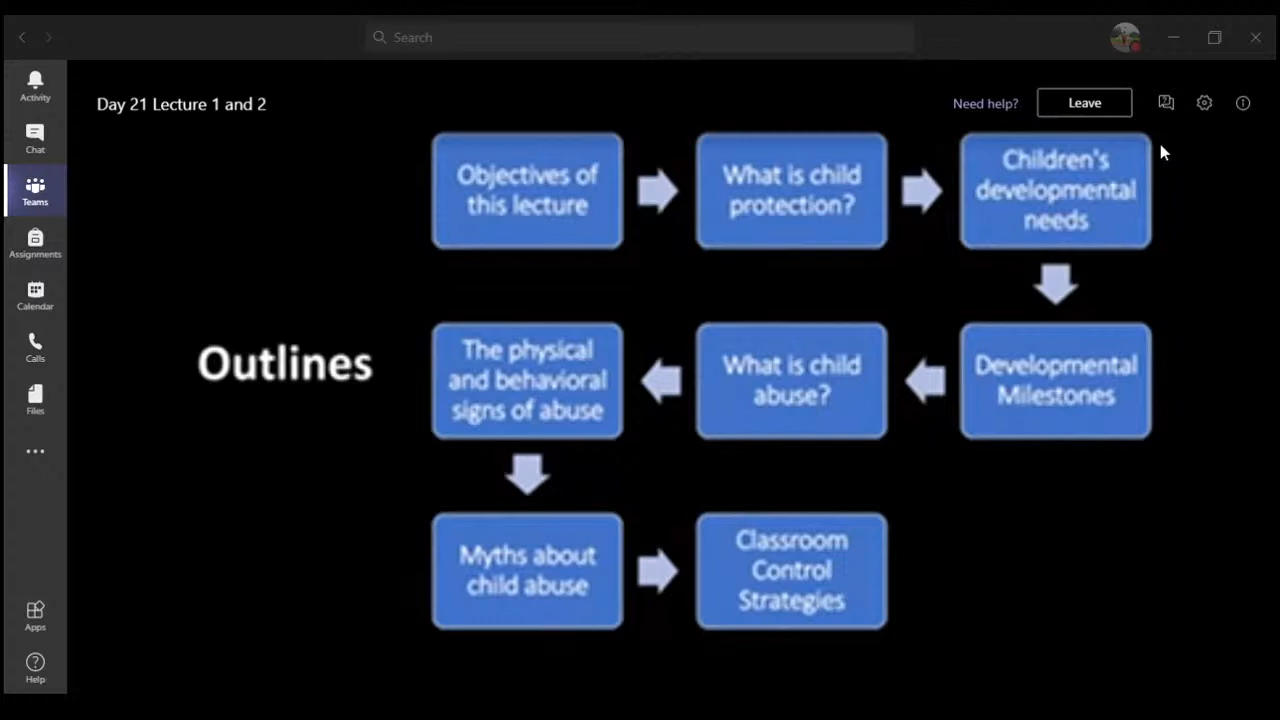 Search
Activity
Chat
Teams
Assignments
Calendar
Calls
Files
Apps
Help
Day 21 Lecture 1 and 2
Need help?
Leave
Outlines
Objectives of
this lecture
What is child
protection?
Children's
developmental
needs
Developmental
Milestones
What is child
abuse?
The physical
and behavioral
signs of abuse
Myths about
child abuse
Classroom
Control
Strategies